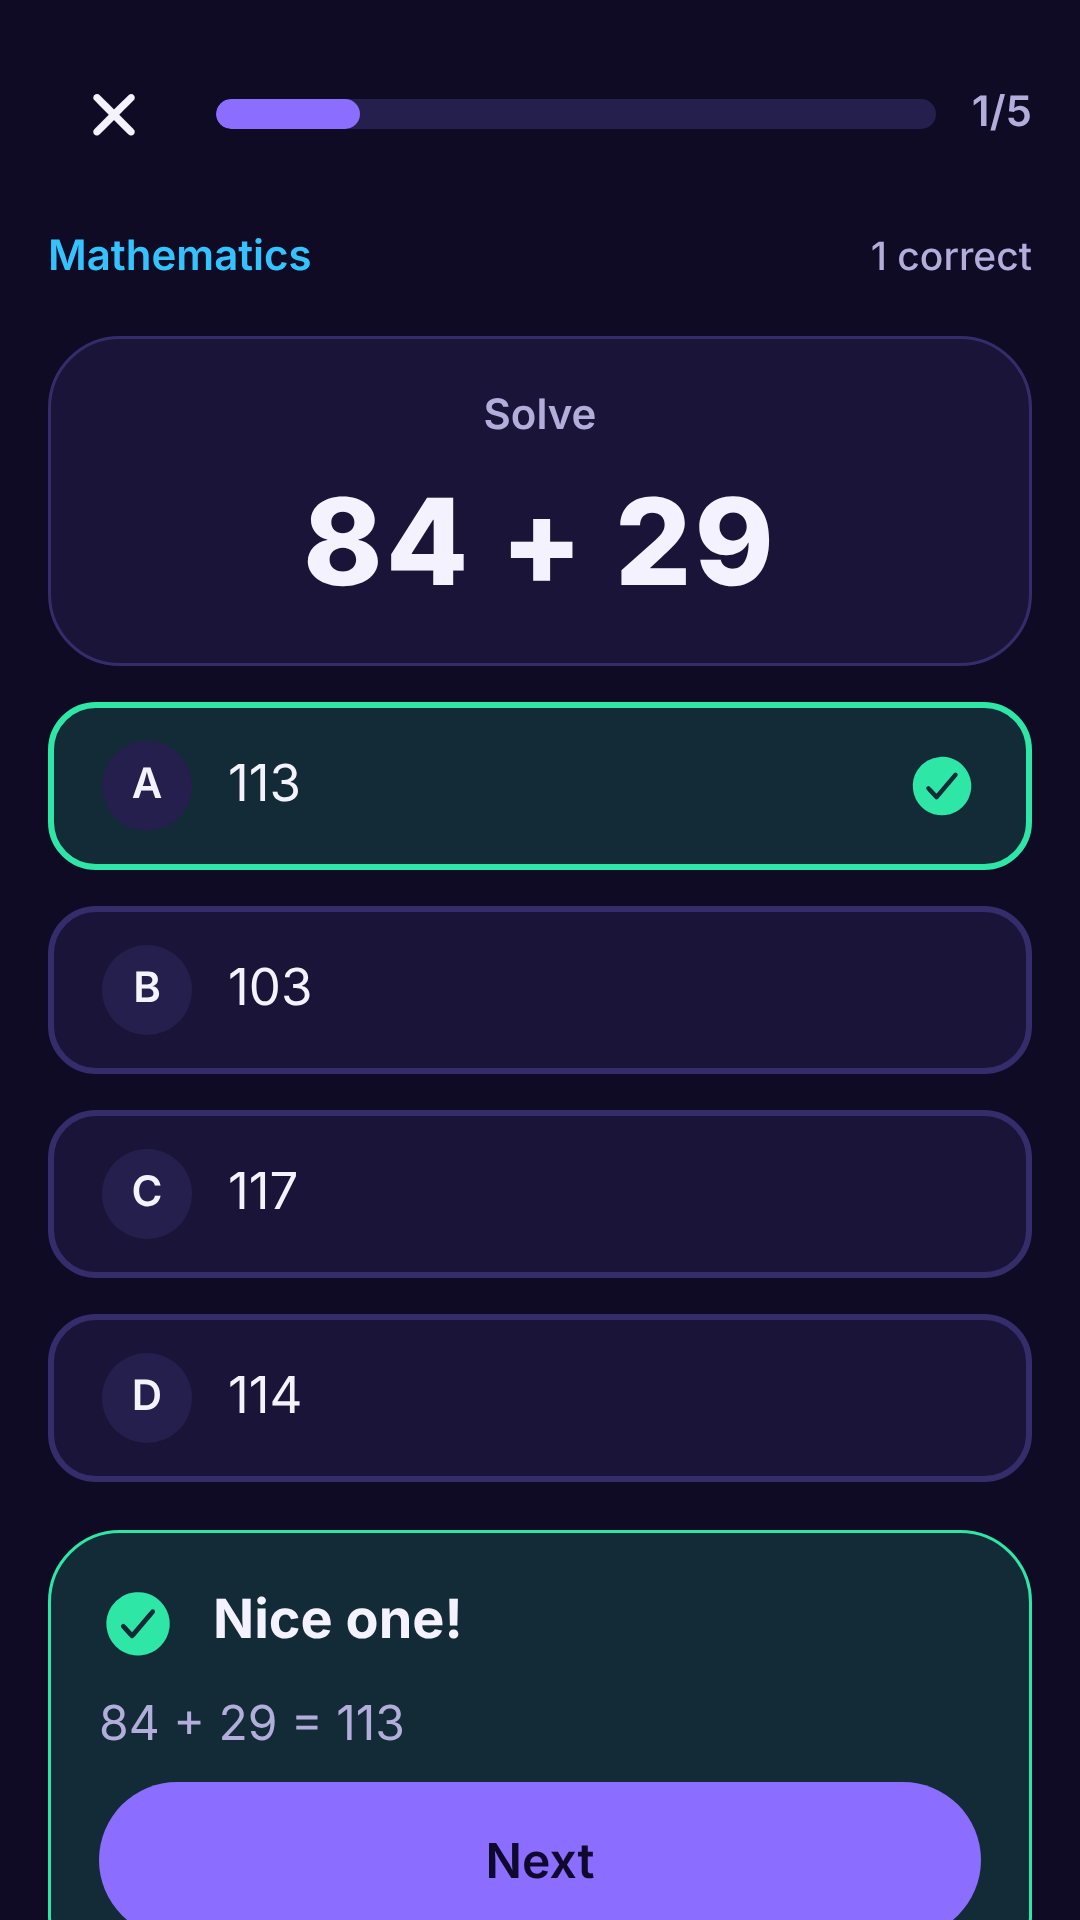 1/5
Mathematics
1 correct
Solve
84 + 29
A 113
B 103
C 117
D 114
Nice one!
84 + 29 = 113
Next